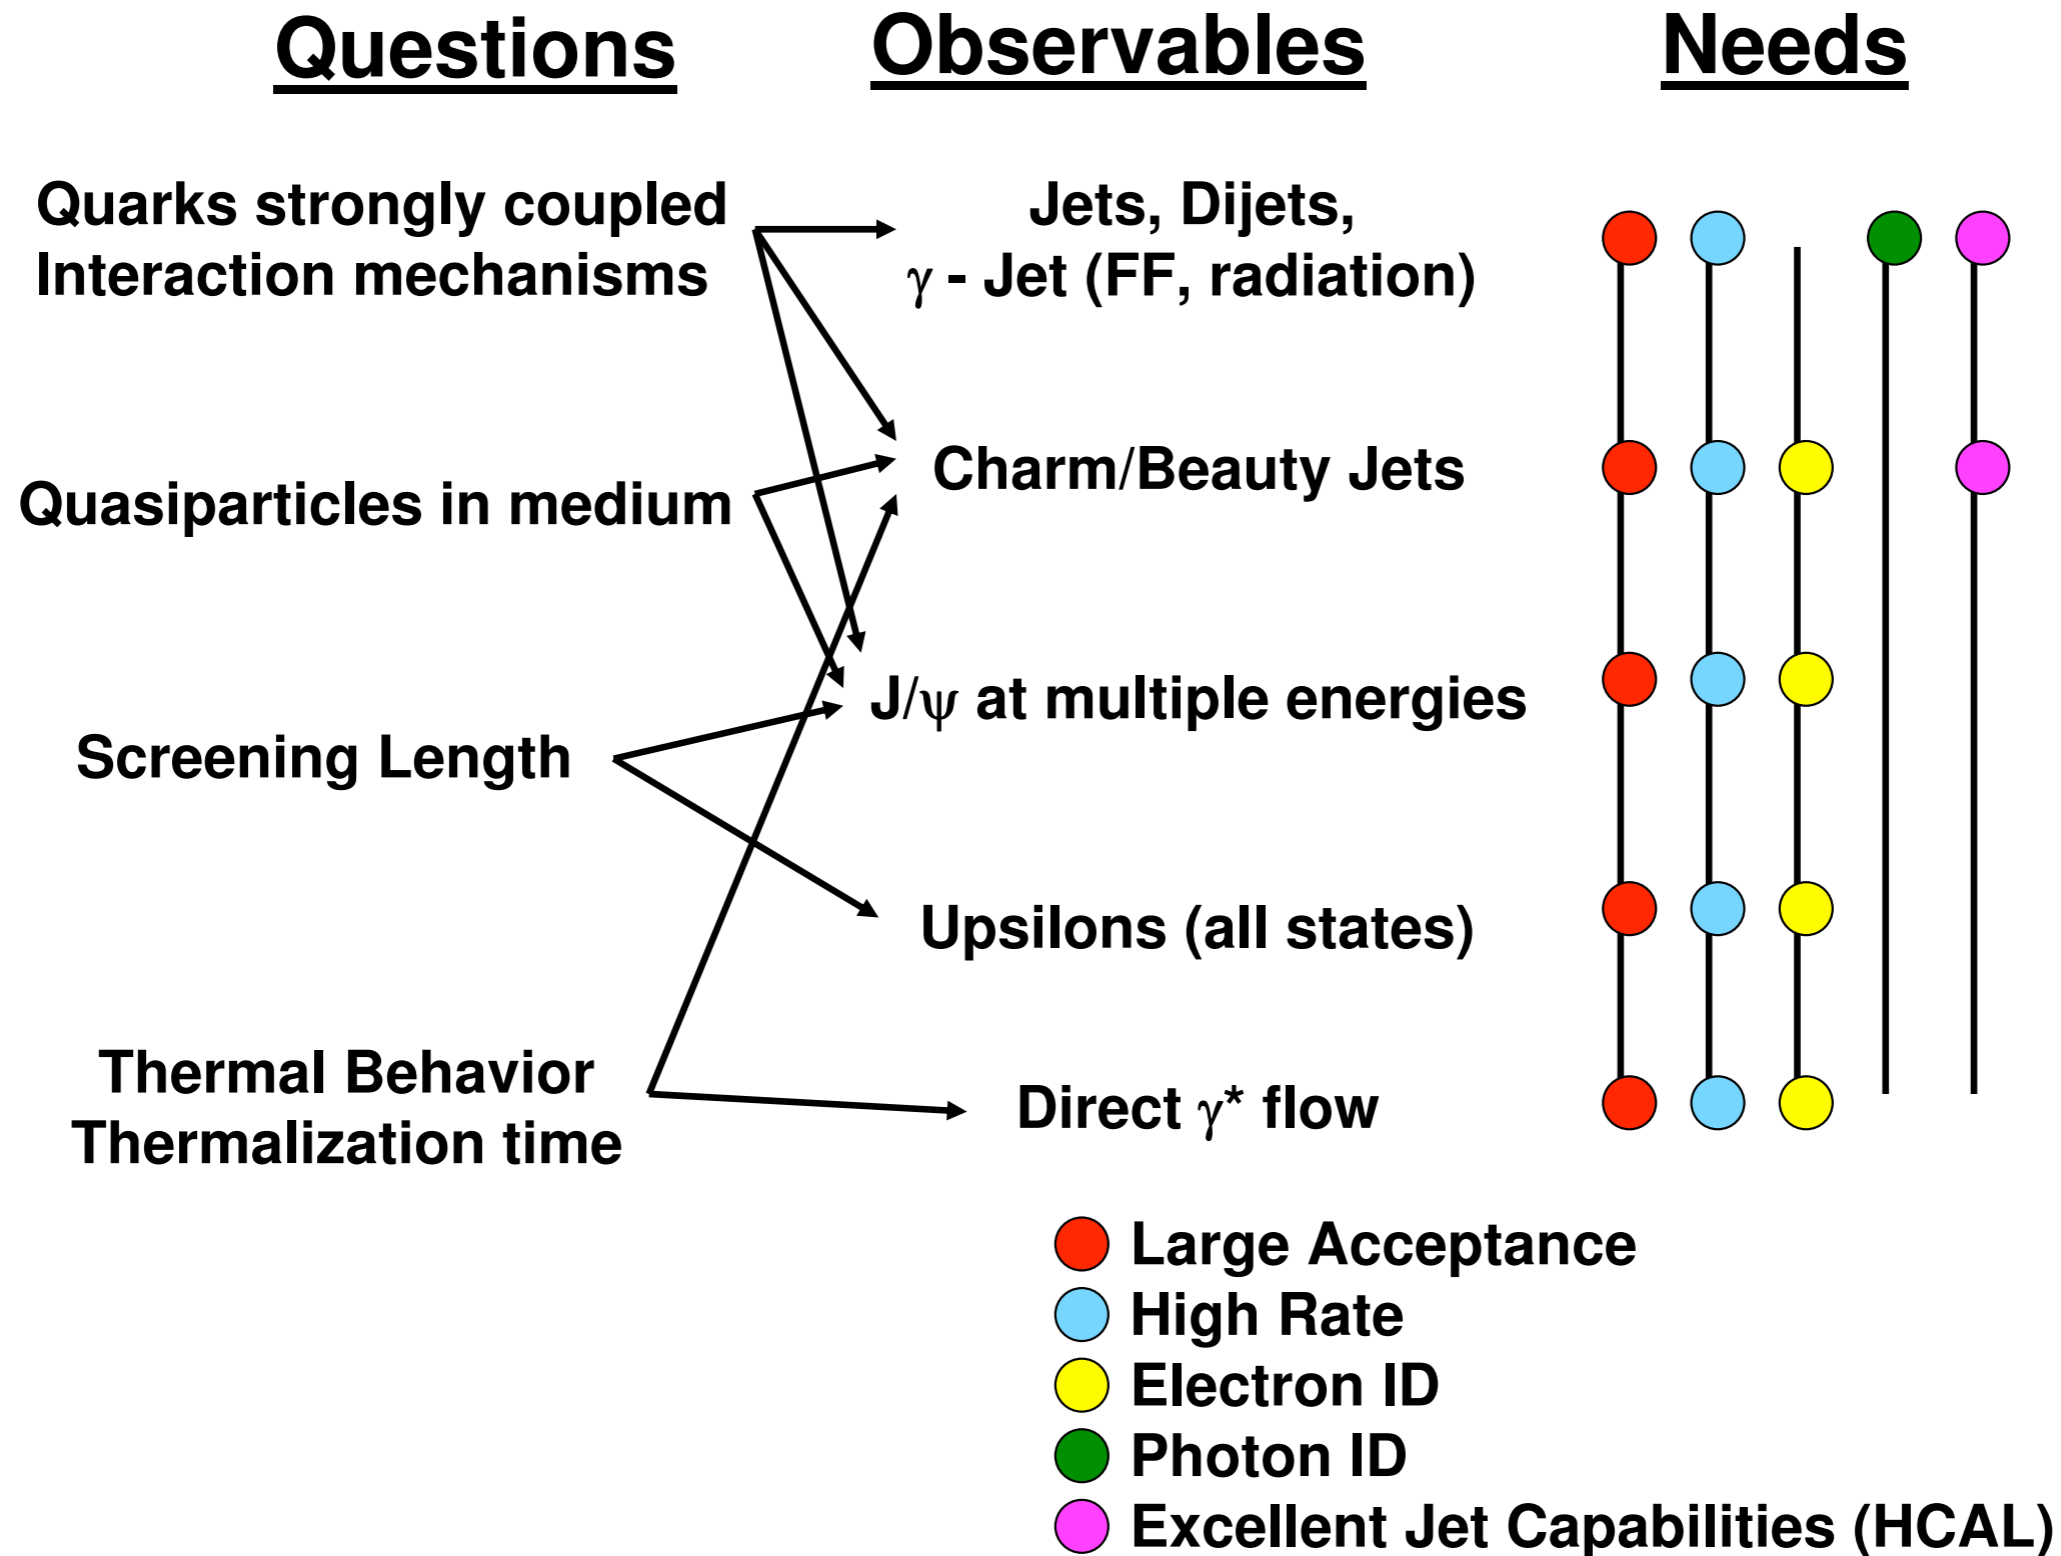 Questions
Observables
Needs
Quarks strongly coupled
Interaction mechanisms
Jets, Dijets,
γ - Jet (FF, radiation)
Charm/Beauty Jets
Quasiparticles in medium
J/ψ at multiple energies
Screening Length
Upsilons (all states)
Thermal Behavior
Thermalization time
Direct γ* flow
Large Acceptance
High Rate
Electron ID
Photon ID
Excellent Jet Capabilities (HCAL)